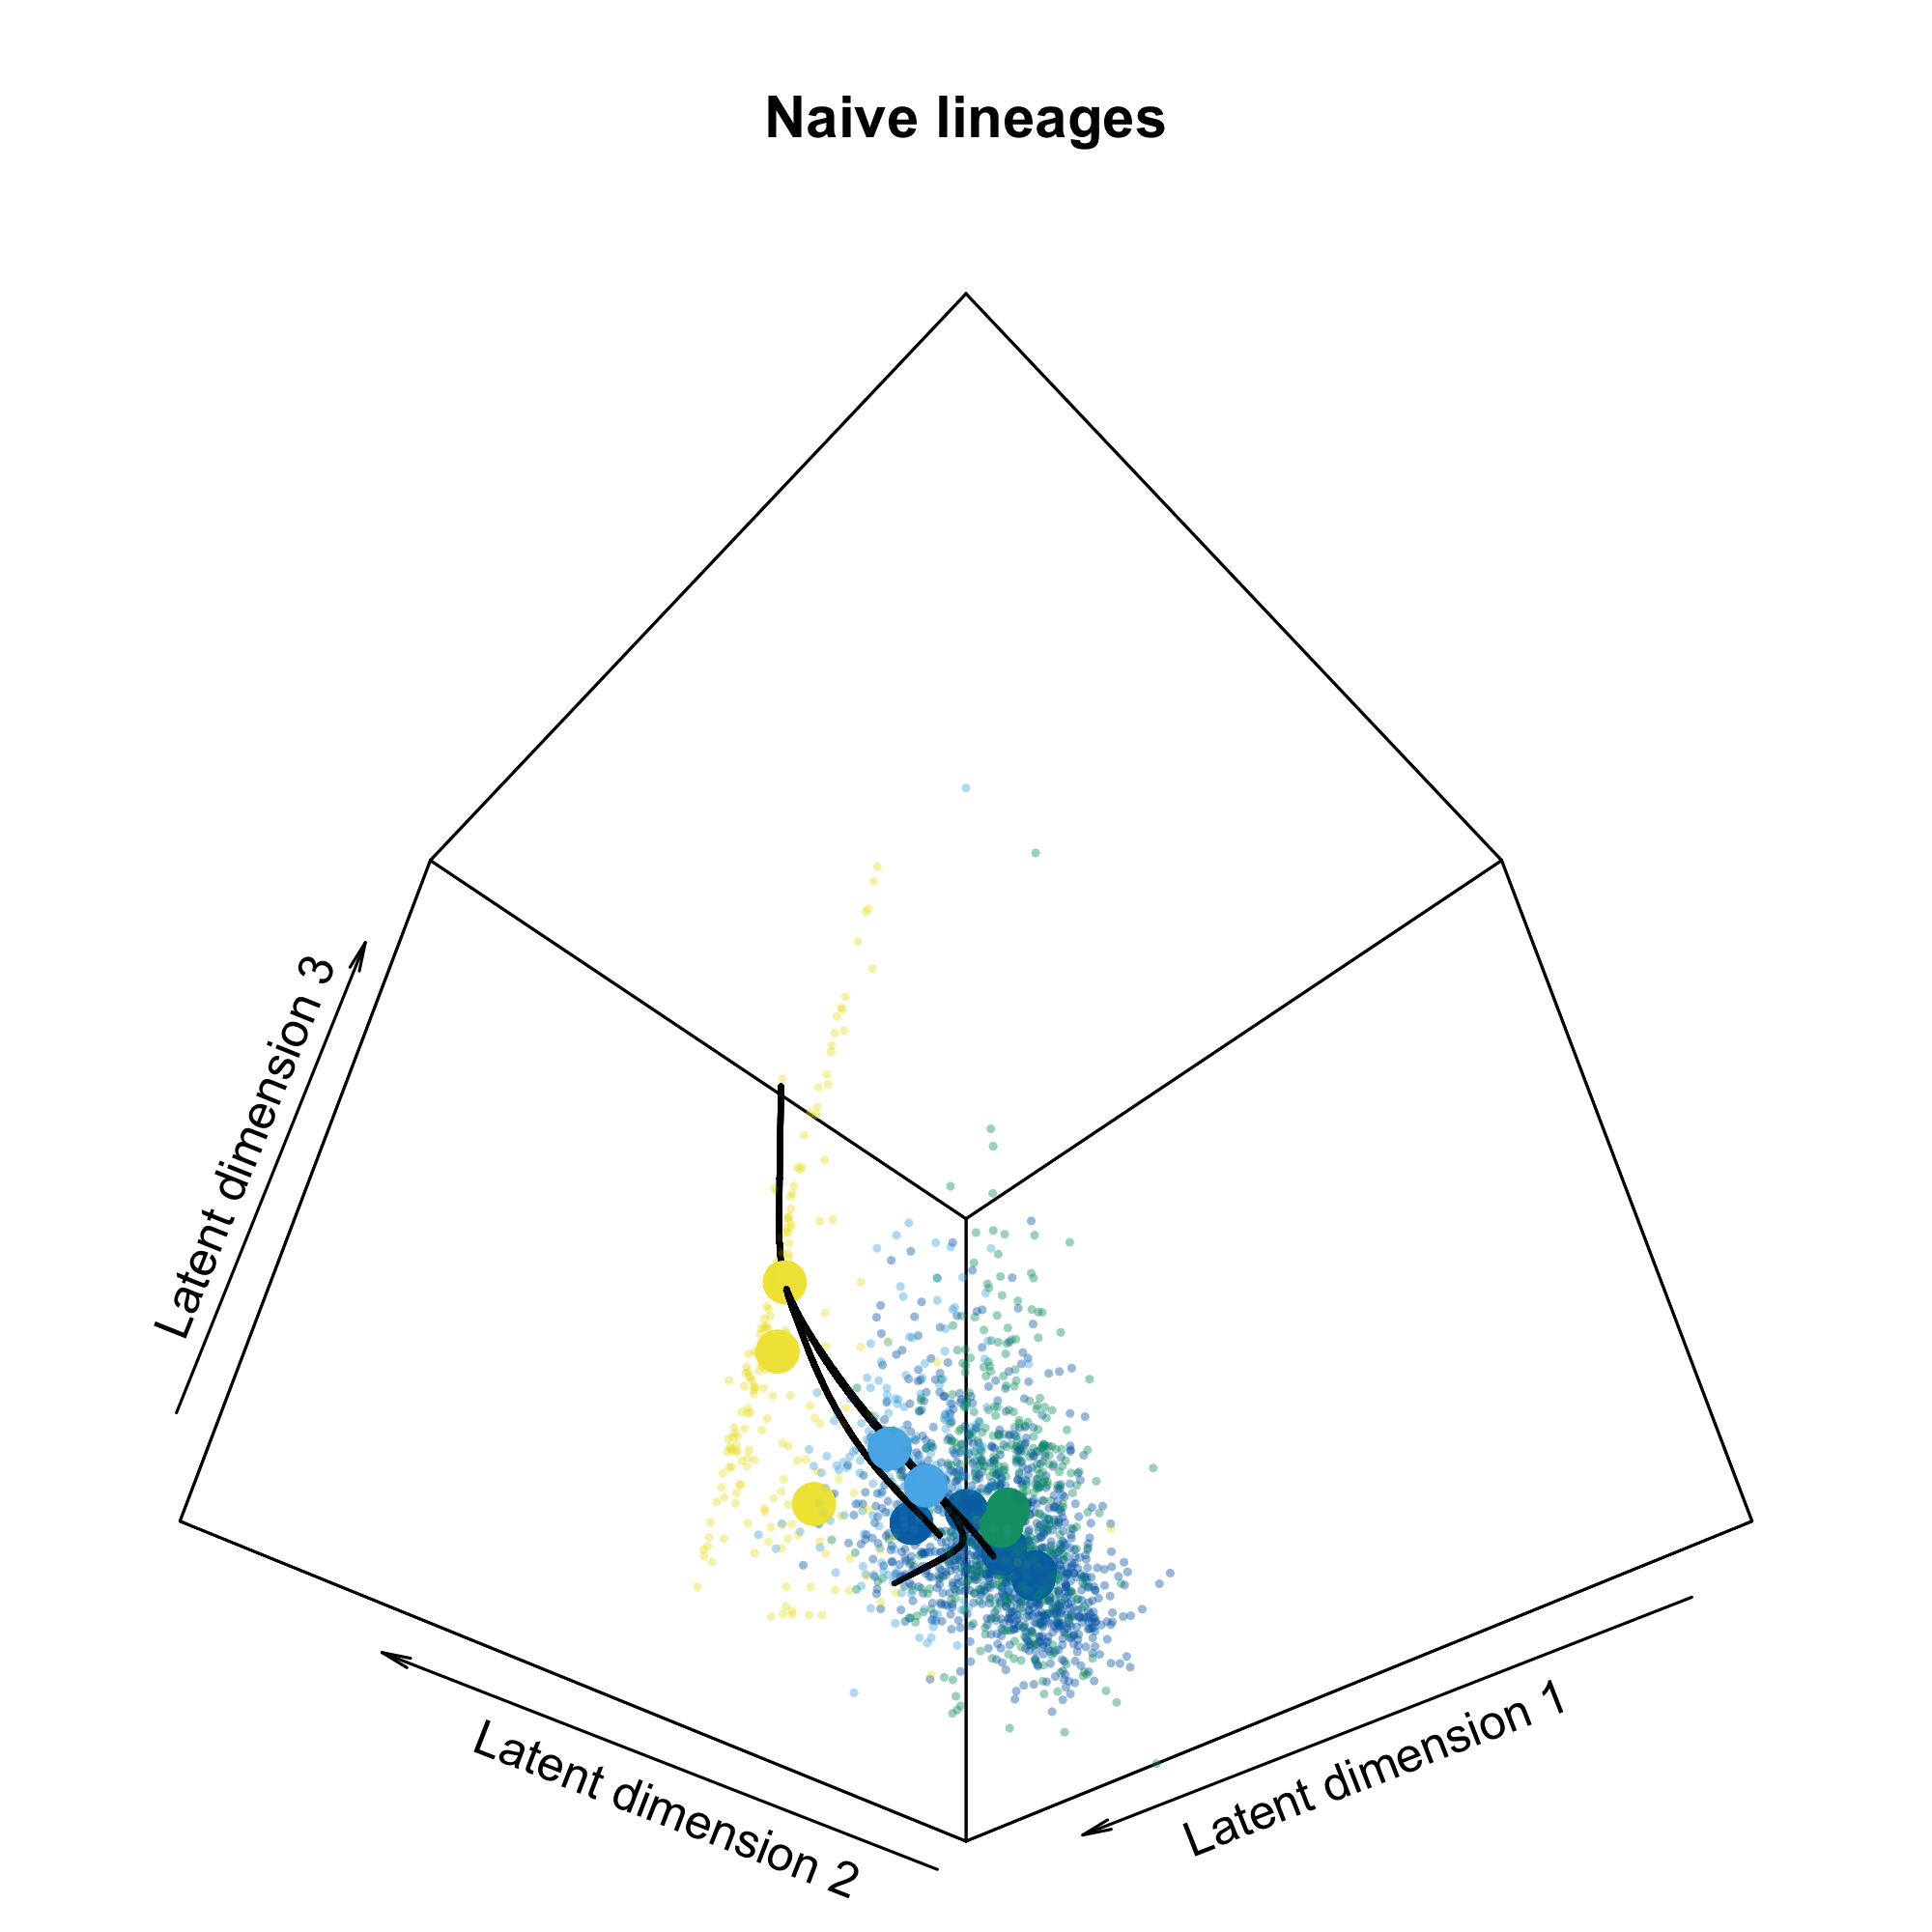 Naive lineages
Latent dimension 3
Latent dimension 2
Latent dimension 1